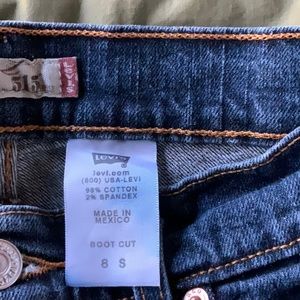 515
LEVI'S
levi.com
(800) USA-LEVI
98% COTTON
2% SPANDEX
MADE IN
MEXICO
BOOT CUT
8 S